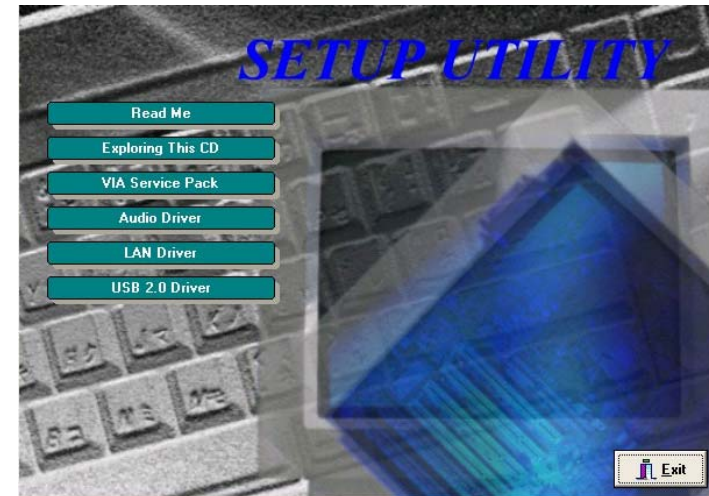 SETUP UTILITY
Read Me
Exploring This CD
VIA Service Pack
Audio Driver
LAN Driver
USB 2.0 Driver
Exit